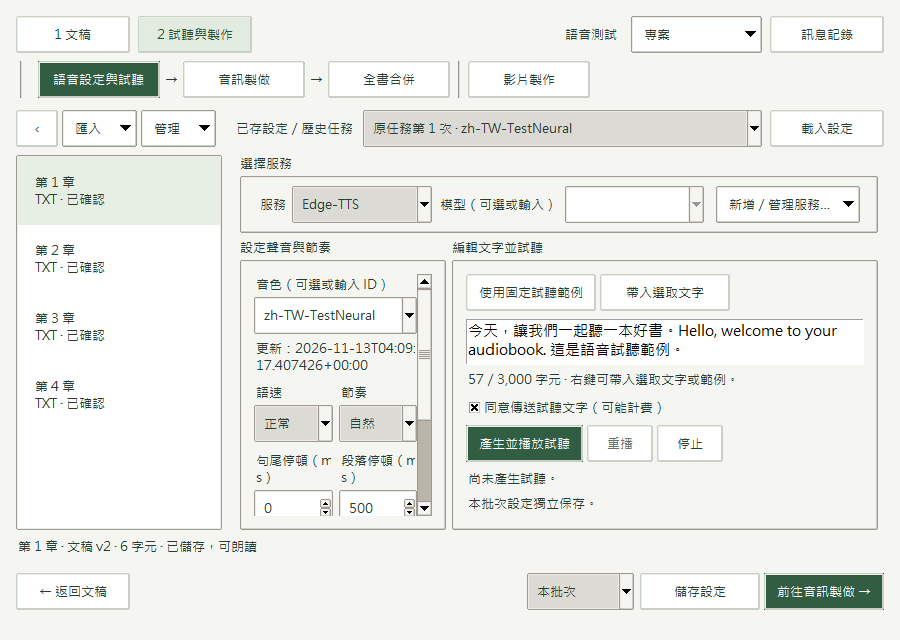 1 文稿
2 試聽與製作
語音測試
專案
訊息記錄
語音設定與試聽
→
音訊製做
→
全書合併
影片製作
‹
匯入
管理
已存設定 / 歷史任務
原任務第 1 次 · zh-TW-TestNeural
載入設定
第 1 章
TXT · 已確認
第 2 章
TXT · 已確認
第 3 章
TXT · 已確認
第 4 章
TXT · 已確認
選擇服務
服務
Edge-TTS
模型（可選或輸入）
新增 / 管理服務...
設定聲音與節奏
音色（可選或輸入 ID）
zh-TW-TestNeural
更新：2026-11-13T04:09:
17.407426+00:00
語速
節奏
正常
自然
句尾停頓（m
s）
段落停頓（m
s）
0
500
編輯文字並試聽
使用固定試聽範例
帶入選取文字
今天，讓我們一起聽一本好書。Hello, welcome to your
audiobook. 這是語音試聽範例。
57 / 3,000 字元 · 右鍵可帶入選取文字或範例。
同意傳送試聽文字（可能計費）
產生並播放試聽
重播
停止
尚未產生試聽。
本批次設定獨立保存。
第 1 章 · 文稿 v2 · 6 字元 · 已儲存，可朗讀
← 返回文稿
本批次
儲存設定
前往音訊製做 →